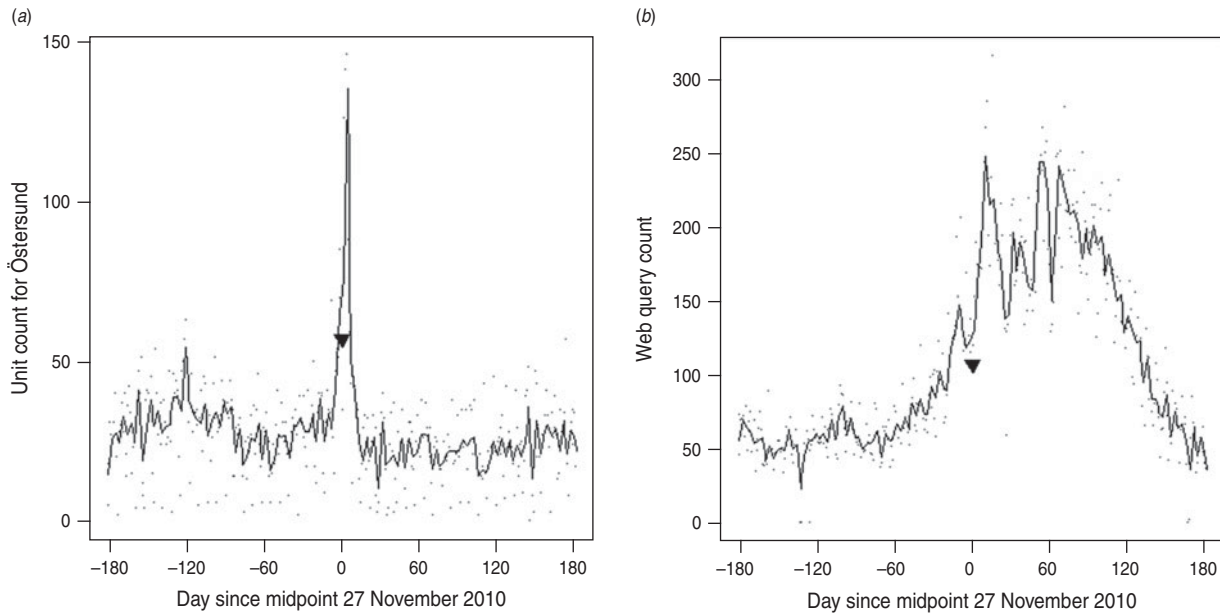 (a)
150
100
50
0
Unit count for Östersund
–180 –120 –60 0 60 120 180
Day since midpoint 27 November 2010
(b)
300
250
200
150
100
50
0
Web query count
–180 –120 –60 0 60 120 180
Day since midpoint 27 November 2010